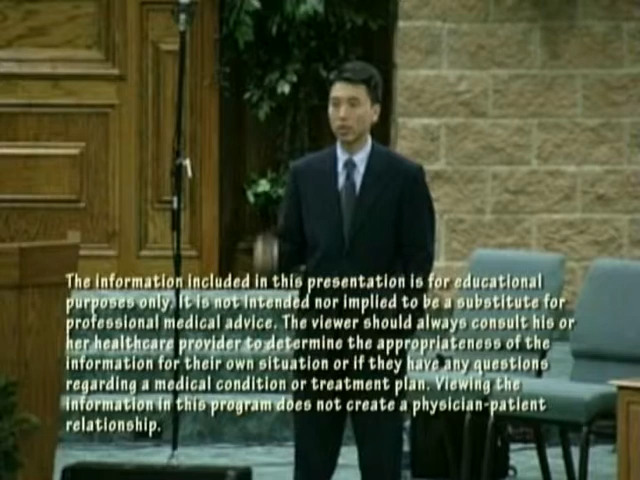 The information included in this presentation is for educational
purposes only. It is not intended nor implied to be a substitute for
professional medical advice. The viewer should always consult his or
her healthcare provider to determine the appropriateness of the
information for their own situation or if they have any questions
regarding a medical condition or treatment plan. Viewing the
information in this program does not create a physician-patient
relationship.